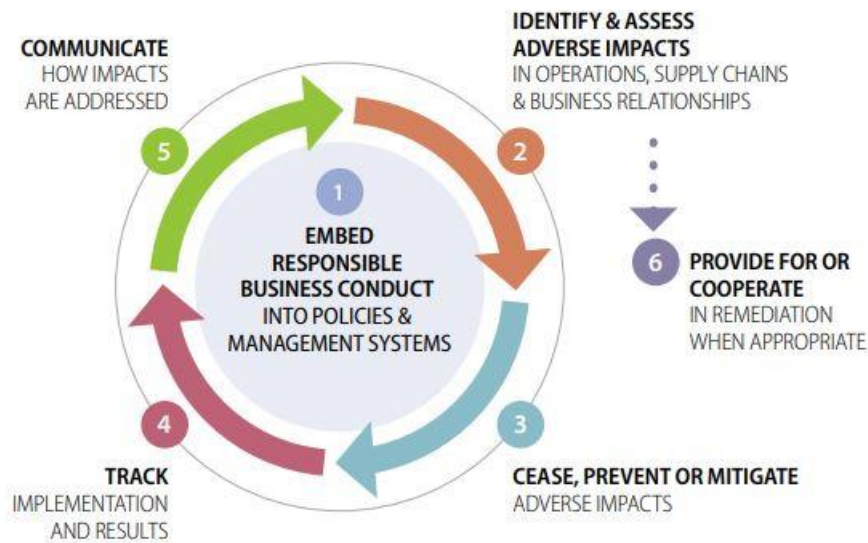 COMMUNICATE
HOW IMPACTS
ARE ADDRESSED
5
IDENTIFY & ASSESS
ADVERSE IMPACTS
IN OPERATIONS, SUPPLY CHAINS
& BUSINESS RELATIONSHIPS
2
1
EMBED
RESPONSIBLE
BUSINESS CONDUCT
INTO POLICIES &
MANAGEMENT SYSTEMS
6
PROVIDE FOR OR
COOPERATE
IN REMEDIATION
WHEN APPROPRIATE
4
TRACK
IMPLEMENTATION
AND RESULTS
3
CEASE, PREVENT OR MITIGATE
ADVERSE IMPACTS